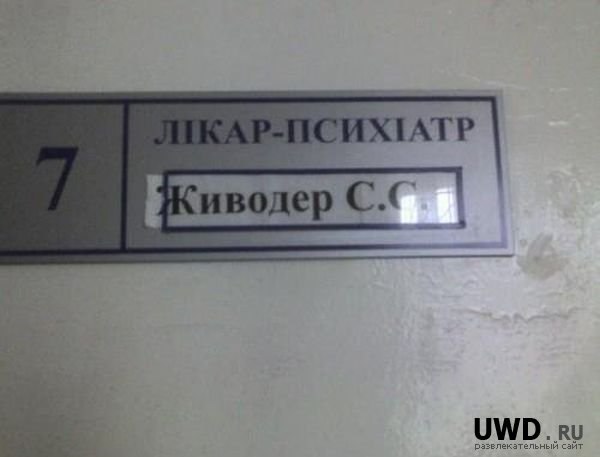 7
ЛІКАР-ПСИХІАТР
Живодер С.С.
UWD.RU
развлекательный сайт